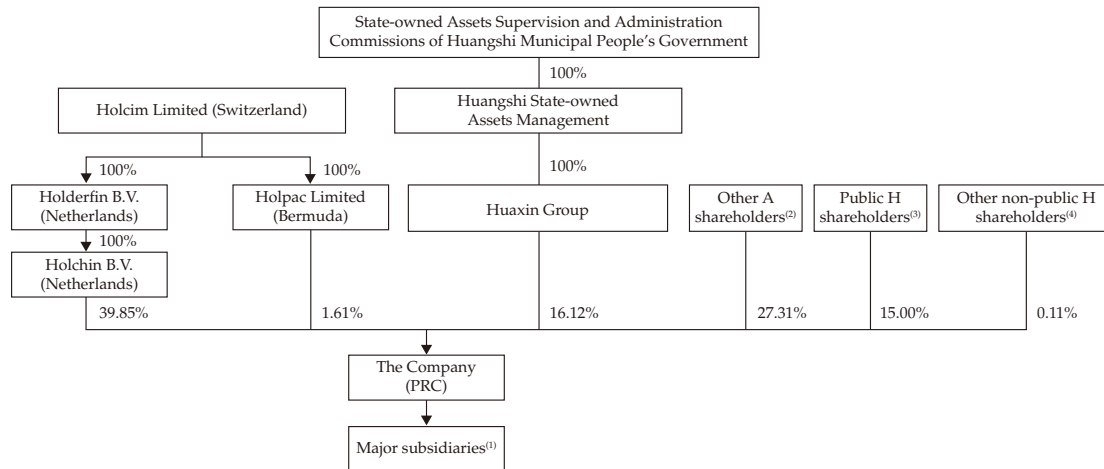 State-owned Assets Supervision and Administration
Commissions of Huangshi Municipal People's Government
100%
Holcim Limited (Switzerland)
Huangshi State-owned
Assets Management
100%
100%
100%
Holderfin B.V.
(Netherlands)
Holpac Limited
(Bermuda)
Huaxin Group
Other A
shareholders(2)
Public H
shareholders(3)
Other non-public H
shareholders(4)
100%
Holchin B.V.
(Netherlands)
39.85%
1.61%
16.12%
27.31%
15.00%
0.11%
The Company
(PRC)
Major subsidiaries(1)